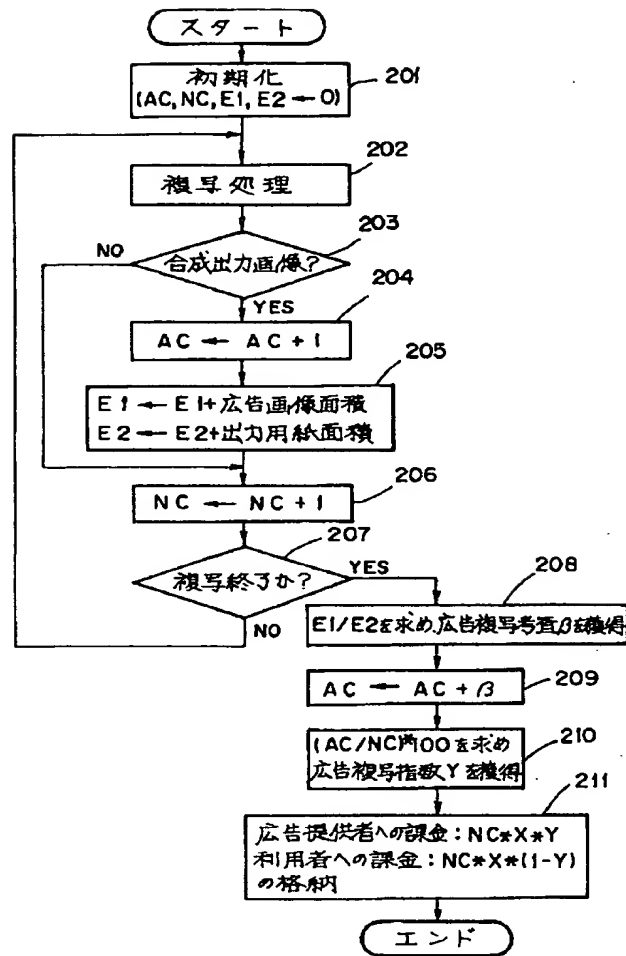 スタート
初期化
(AC, NC, E1, E2 ← 0)
201
複写処理
202
合成出力画像?
203
NO
YES
AC ← AC + 1
204
E1 ← E1+広告画像面積
E2 ← E2+出力用紙面積
205
NC ← NC + 1
206
複写終了か?
207
YES
NO
E1/E2を求め、広告複写考査βを獲得
208
AC ← AC + β
209
(AC/NC)*100を求め
広告複写指数Yを獲得
210
広告提供者への課金:NC*X*Y
利用者への課金:NC*X*(1-Y)
の格納
211
エンド